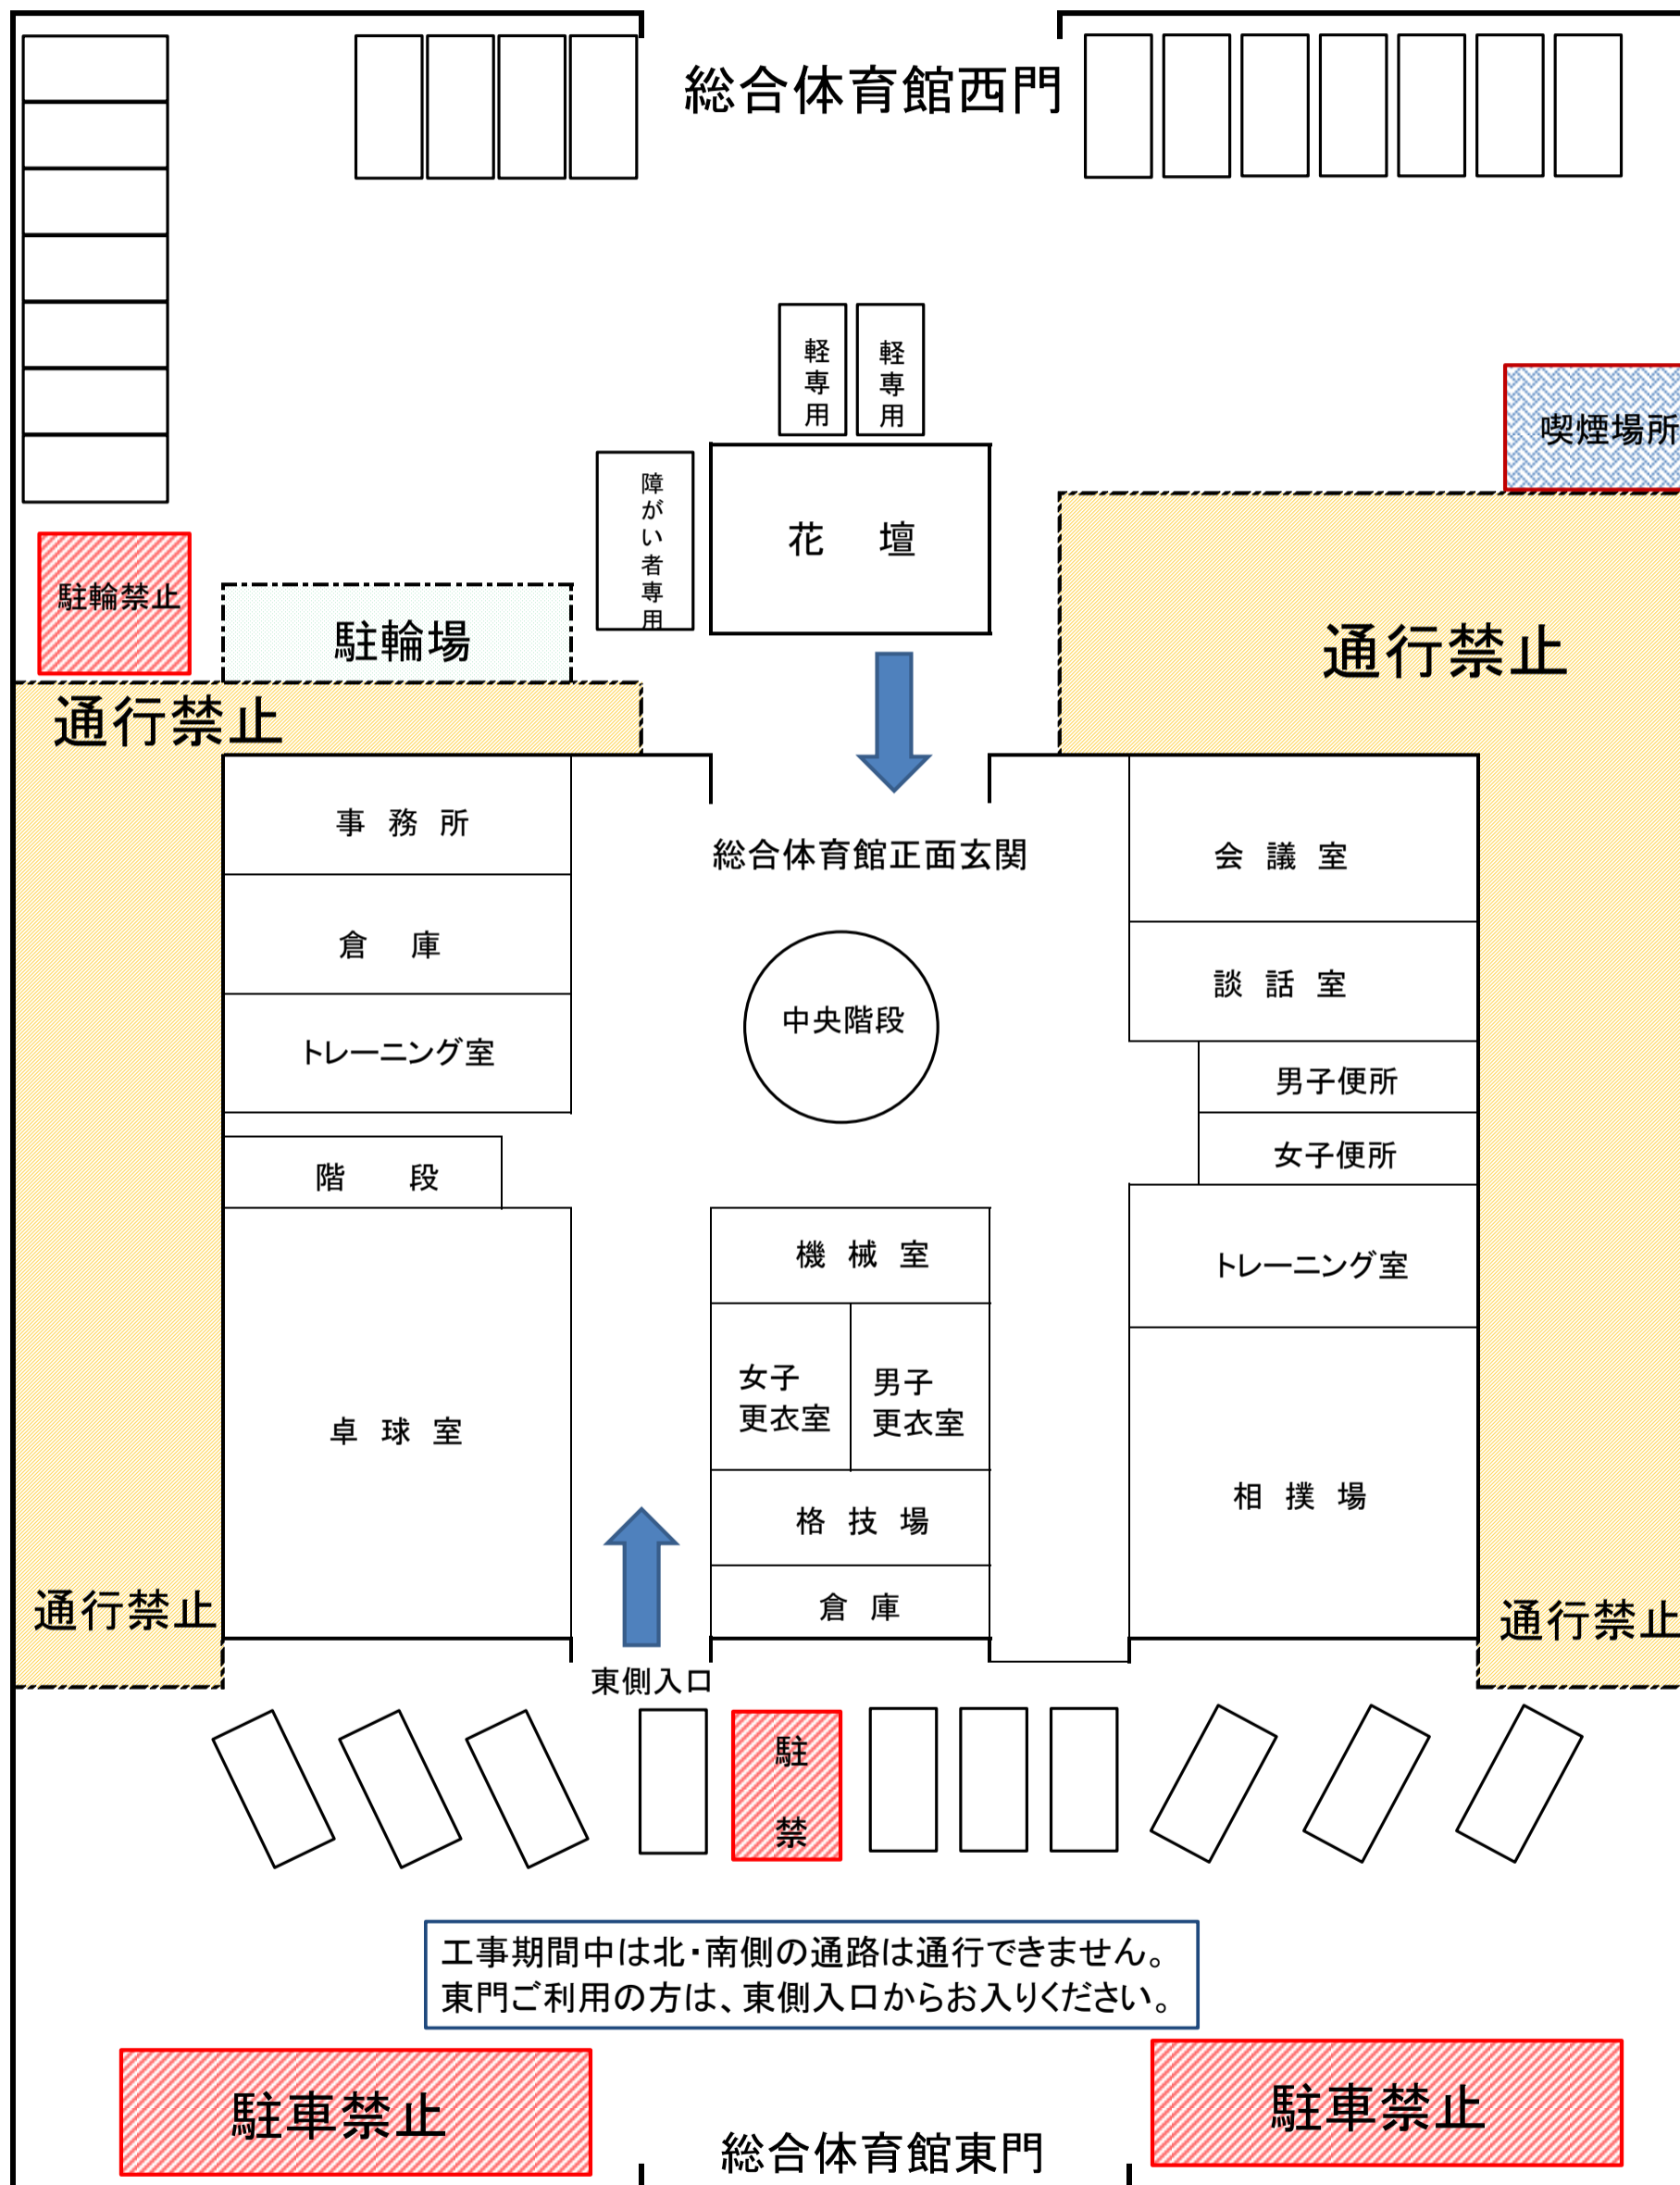 総合体育館西門
軽専用
軽専用
喫煙場所
障がい者専用
花　壇
駐輪禁止
駐輪場
通行禁止
通行禁止
事 務 所
総合体育館正面玄関
会 議 室
倉　庫
談 話 室
中央階段
トレーニング室
男子便所
女子便所
階　　段
機 械 室
トレーニング室
女子
更衣室
男子
更衣室
卓 球 室
相 撲 場
格 技 場
倉 庫
通行禁止
通行禁止
東側入口
駐
禁
工事期間中は北・南側の通路は通行できません。
東門ご利用の方は、東側入口からお入りください。
駐車禁止
駐車禁止
総合体育館東門